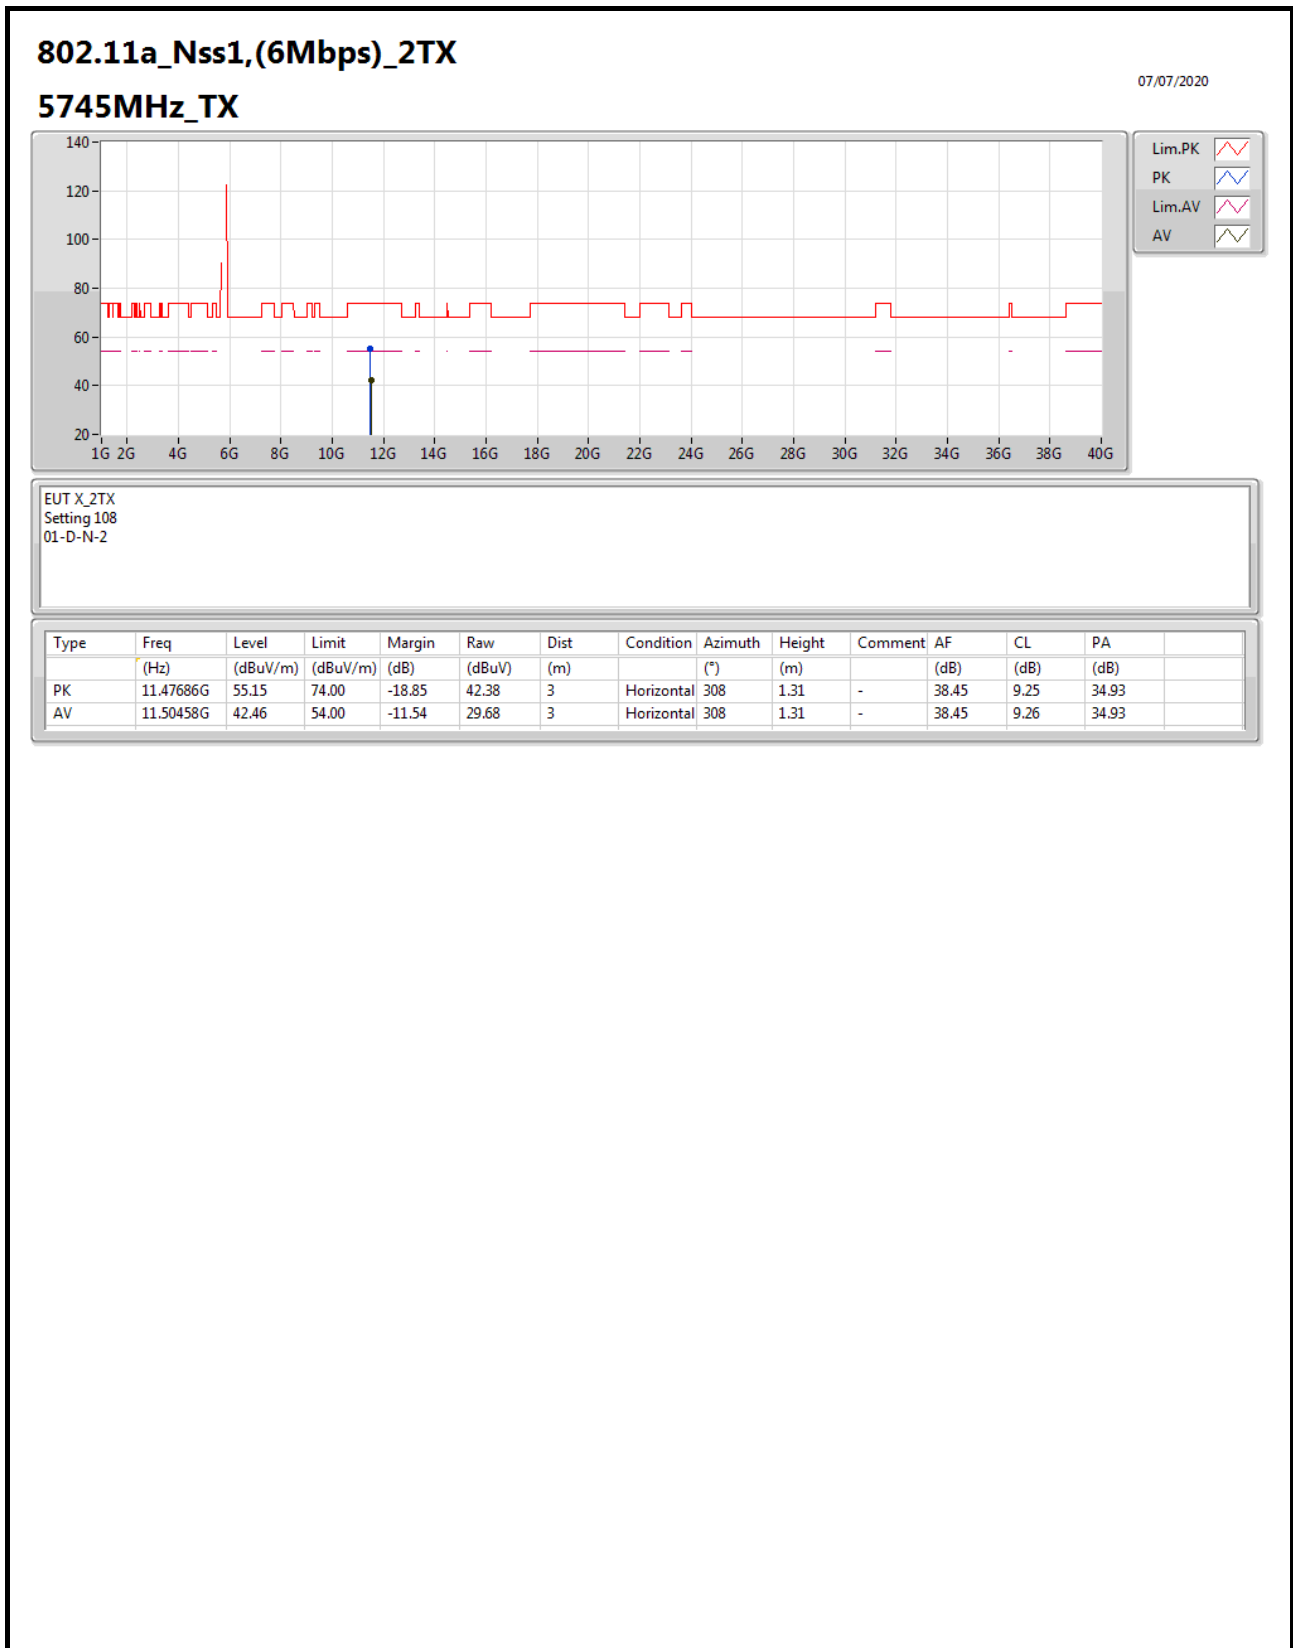 802.11a_Nss1,(6Mbps)_2TX
07/07/2020
5745MHz_TX
140
120
100
80
60
40
20
1G 2G 4G 6G 8G 10G 12G 14G 16G 18G 20G 22G 24G 26G 28G 30G 32G 34G 36G 38G 40G
Lim.PK
PK
Lim.AV
AV
EUT X_2TX
Setting 108
01-D-N-2
Type Freq Level Limit Margin Raw Dist Condition Azimuth Height Comment AF CL PA
(Hz) (dBuV/m) (dBuV/m) (dB) (dBuV) (m) (°) (m) (dB) (dB) (dB)
PK 11.47686G 55.15 74.00 -18.85 42.38 3 Horizontal 308 1.31 - 38.45 9.25 34.93
AV 11.50458G 42.46 54.00 -11.54 29.68 3 Horizontal 308 1.31 - 38.45 9.26 34.93